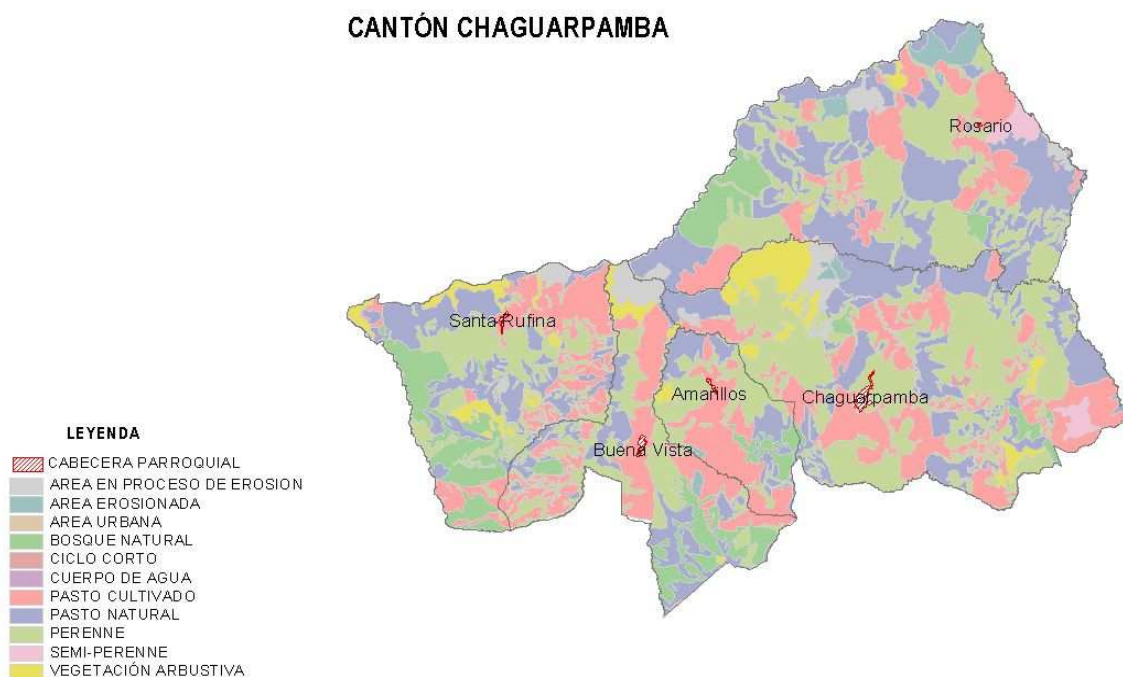 CANTÓN CHAGUARPAMBA
Rosario
Santa Rufina
Amarillos
Chaguarpamba
Buena Vista
LEYENDA
CABECERA PARROQUIAL
AREA EN PROCESO DE EROSION
AREA EROSIONADA
AREA URBANA
BOSQUE NATURAL
CICLO CORTO
CUERPO DE AGUA
PASTO CULTIVADO
PASTO NATURAL
PERENNE
SEMI-PERENNE
VEGETACIÓN ARBUSTIVA